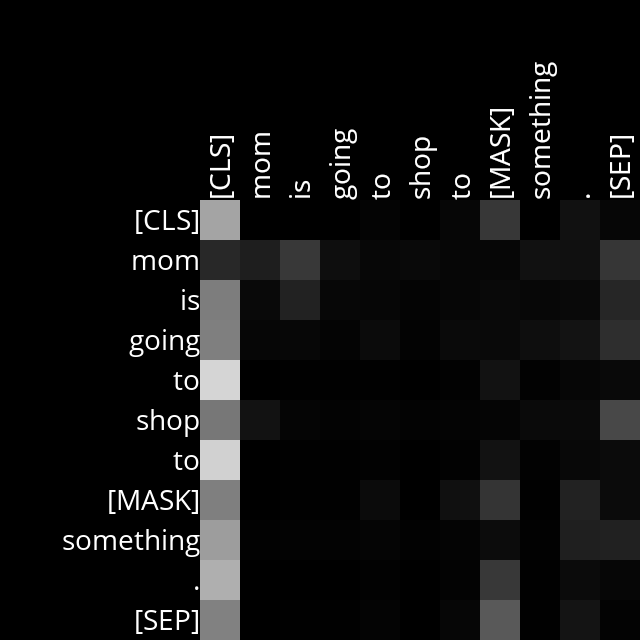 [CLS] mom is going to shop to [MASK] something . [SEP]
[CLS]
mom
is
going
to
shop
to
[MASK]
something
.
[SEP]